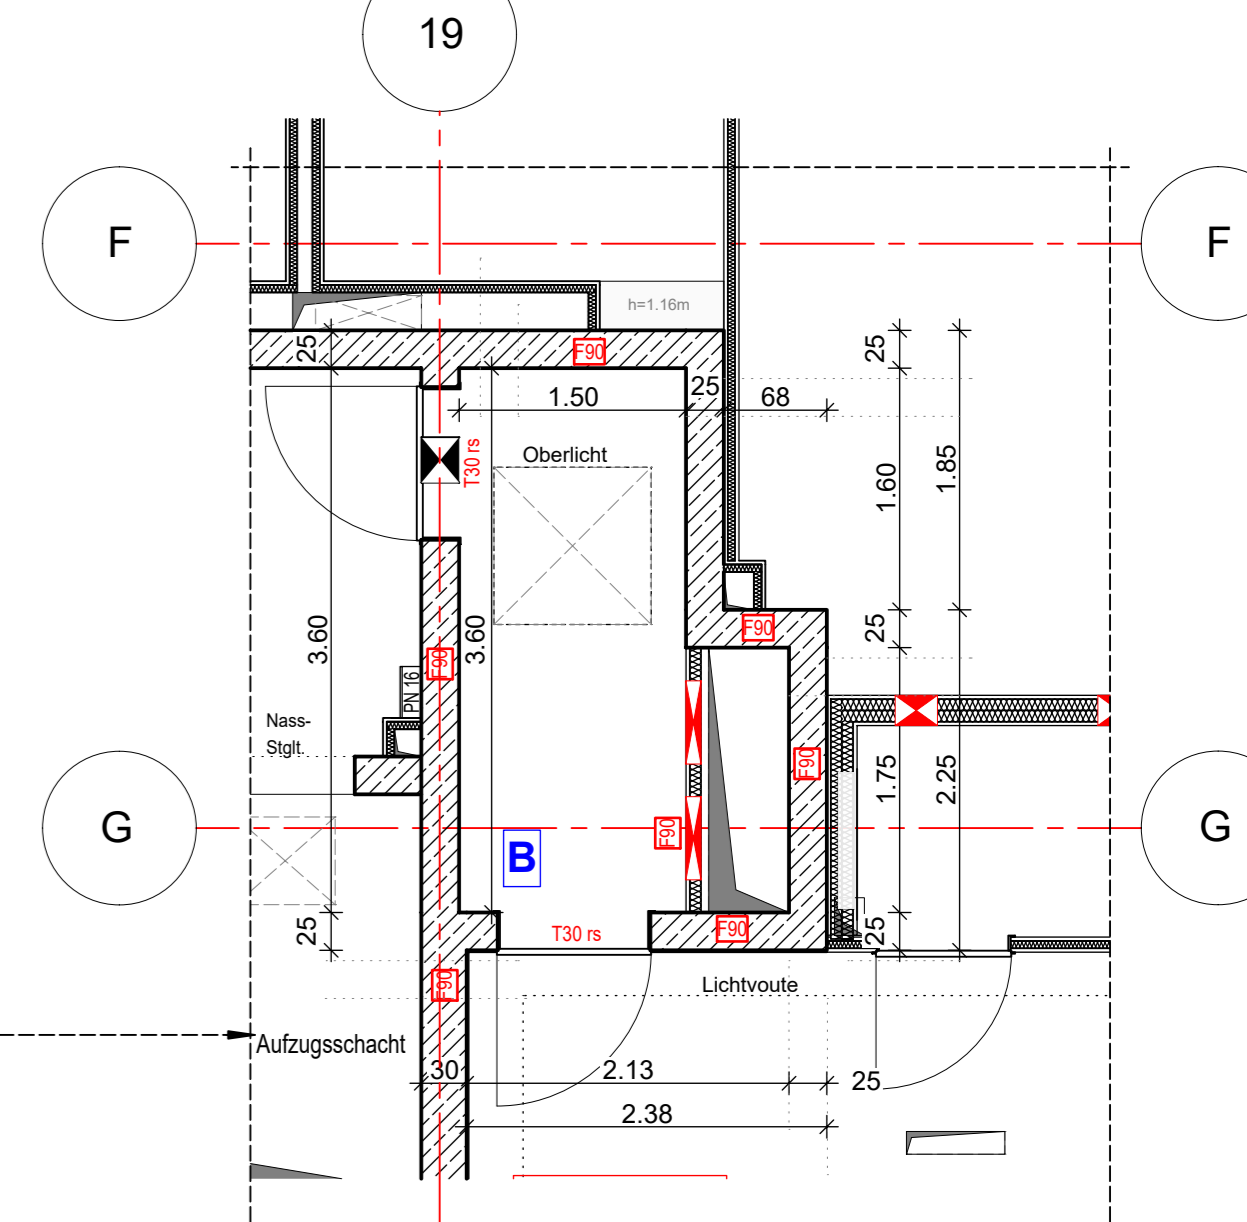 19
F
F
h=1.16m
25
F90
25
1.50
25
68
T30 rs
Oberlicht
1.60
1.85
3.60
3.60
F90
25
F90
PN 16
Nass-
Stglt.
F90
1.75
2.25
G
F90
G
B
25
T30 rs
F90
25
F90
Lichtvoute
Aufzugsschacht
30
2.13
25
2.38